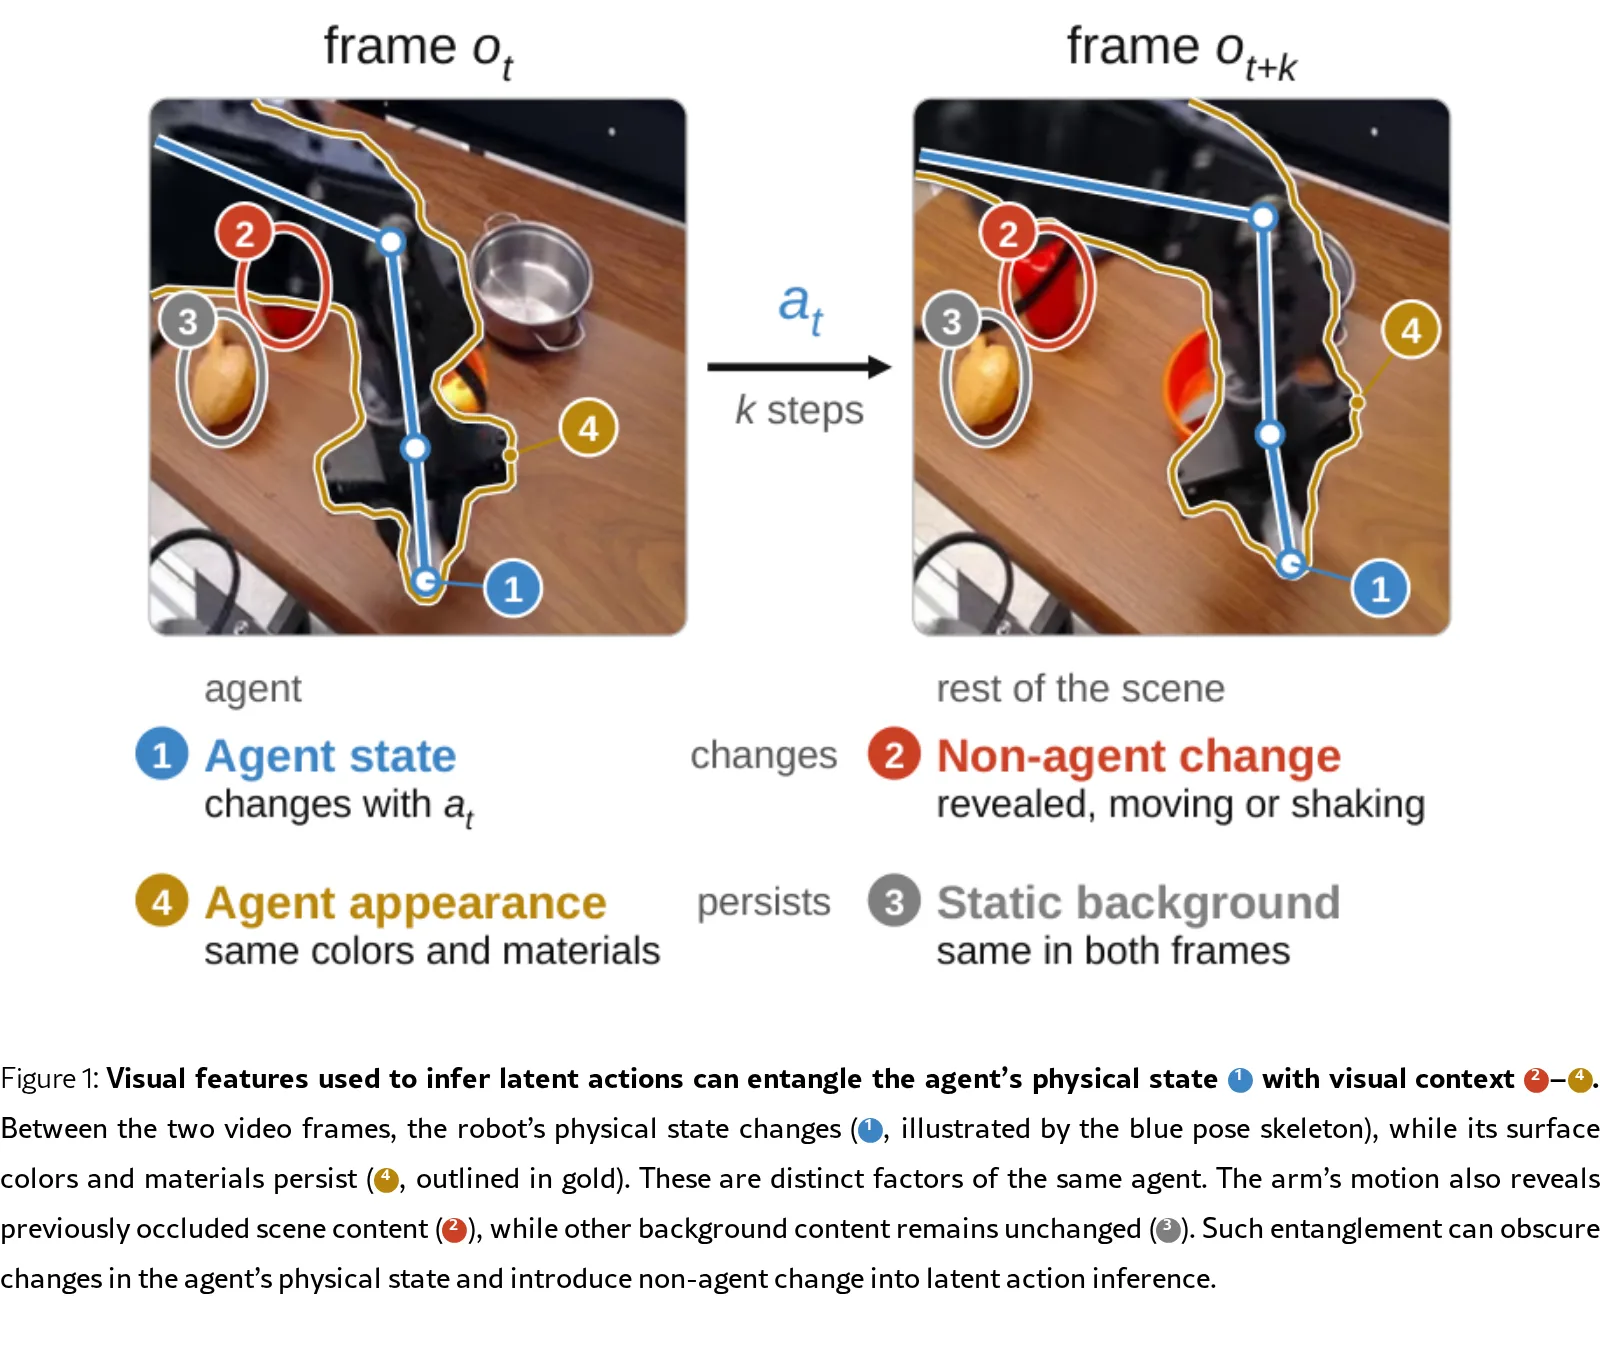 frame oₜ
frame oₜ₊ₖ
2
3
4
1
aₜ
k steps
2
3
4
1
agent
rest of the scene
1 Agent state
changes with aₜ
changes
2 Non-agent change
revealed, moving or shaking
4 Agent appearance
same colors and materials
persists
3 Static background
same in both frames
Figure 1: Visual features used to infer latent actions can entangle the agent’s physical state 1 with visual context 2–4.
Between the two video frames, the robot’s physical state changes (1, illustrated by the blue pose skeleton), while its surface
colors and materials persist (4, outlined in gold). These are distinct factors of the same agent. The arm’s motion also reveals
previously occluded scene content (2), while other background content remains unchanged (3). Such entanglement can obscure
changes in the agent’s physical state and introduce non-agent change into latent action inference.